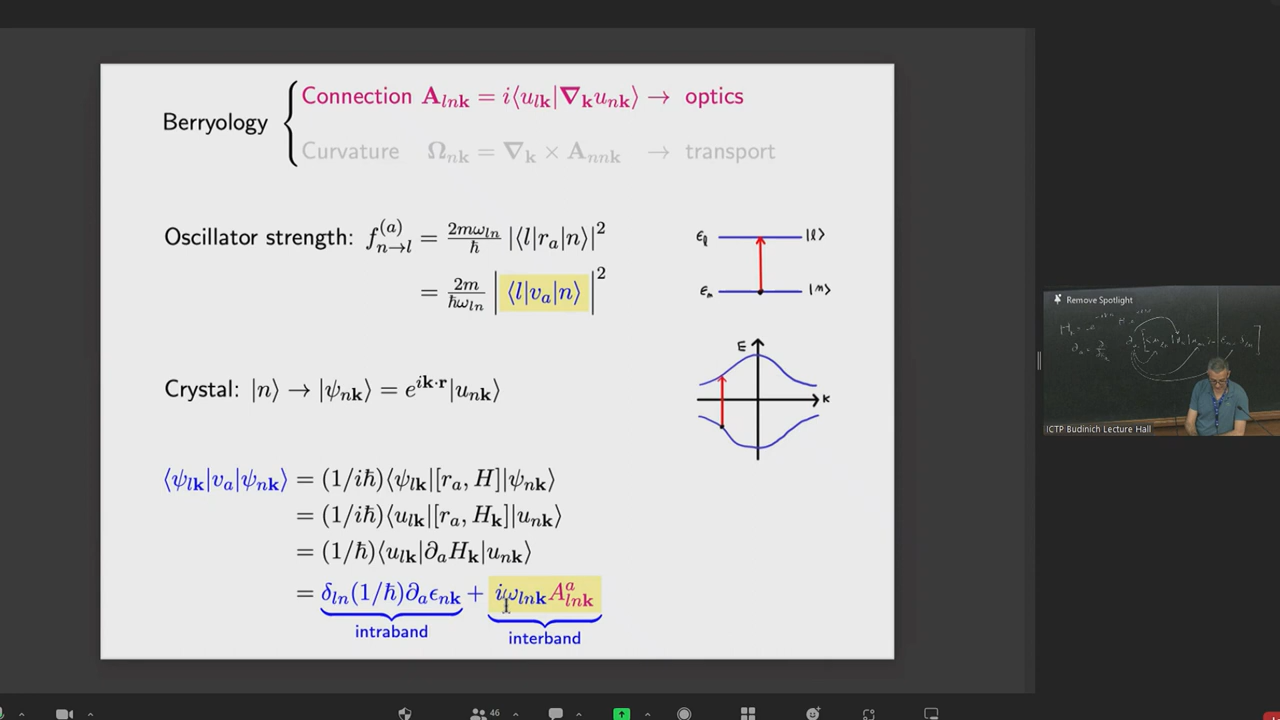 Berryology
Connection A_{lnk} = i⟨u_{lk}|∇_k u_{nk}⟩ → optics
Curvature Ω_{nk} = ∇_k × A_{nnk} → transport
Oscillator strength: f^{(a)}_{n→l} = \frac{2mω_{ln}}{ħ} |⟨l|r_a|n⟩|^2
= \frac{2m}{ħω_{ln}} |⟨l|v_a|n⟩|^2
ϵ_l |l>
ϵ_n |n>
Crystal: |n⟩ → |ψ_{nk}⟩ = e^{ik·r}|u_{nk}⟩
E
k
⟨ψ_{lk}|v_a|ψ_{nk}⟩ = (1/iħ)⟨ψ_{lk}|[r_a, H]|ψ_{nk}⟩
= (1/iħ)⟨u_{lk}|[r_a, H_k]|u_{nk}⟩
= (1/ħ)⟨u_{lk}|∂_a H_k|u_{nk}⟩
= δ_{ln}(1/ħ)∂_a ϵ_{nk} + iω_{lnk}A^a_{lnk}
intraband interband
Remove Spotlight
ICTP Budinich Lecture Hall
46